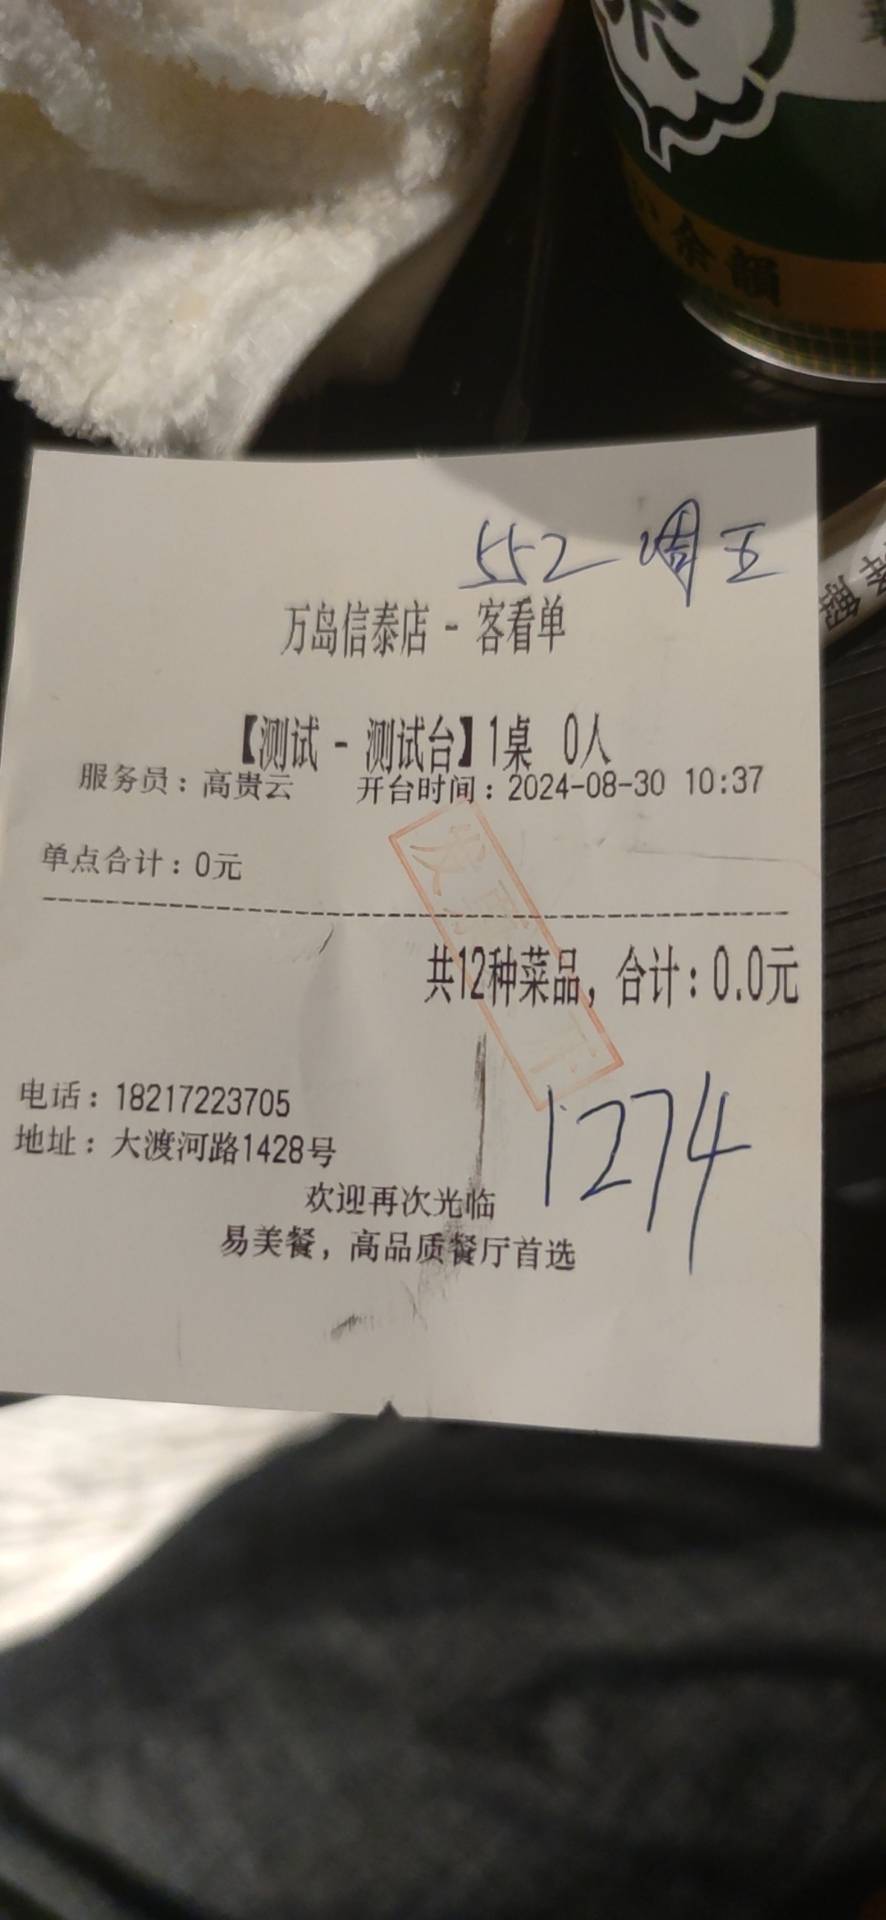 552 周五
万岛信泰店 - 客看单
【测试 - 测试台】1桌 0人
服务员：高贵云 开台时间：2024-08-30 10:37
单点合计：0元
共12种菜品，合计：0.0元
电话：18217223705
地址：大渡河路1428号
1274
欢迎再次光临
易美餐，高品质餐厅首选